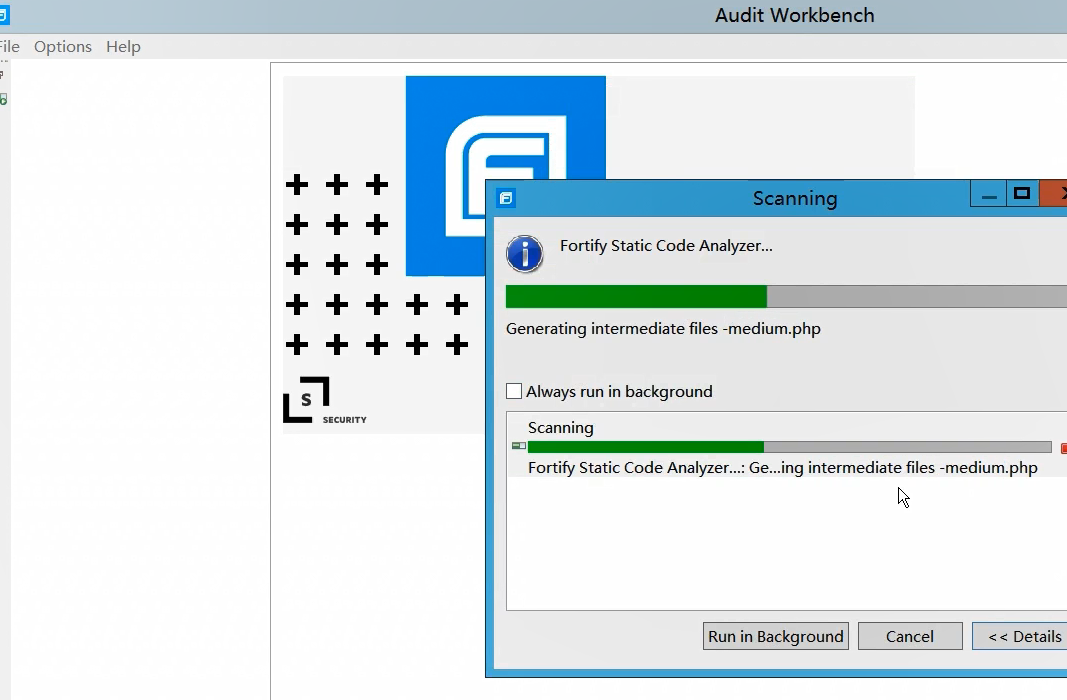 Audit Workbench
File Options Help
SECURITY
Scanning
Fortify Static Code Analyzer...
Generating intermediate files -medium.php
Always run in background
Scanning
Fortify Static Code Analyzer...: Ge...ing intermediate files -medium.php
Run in Background Cancel << Details